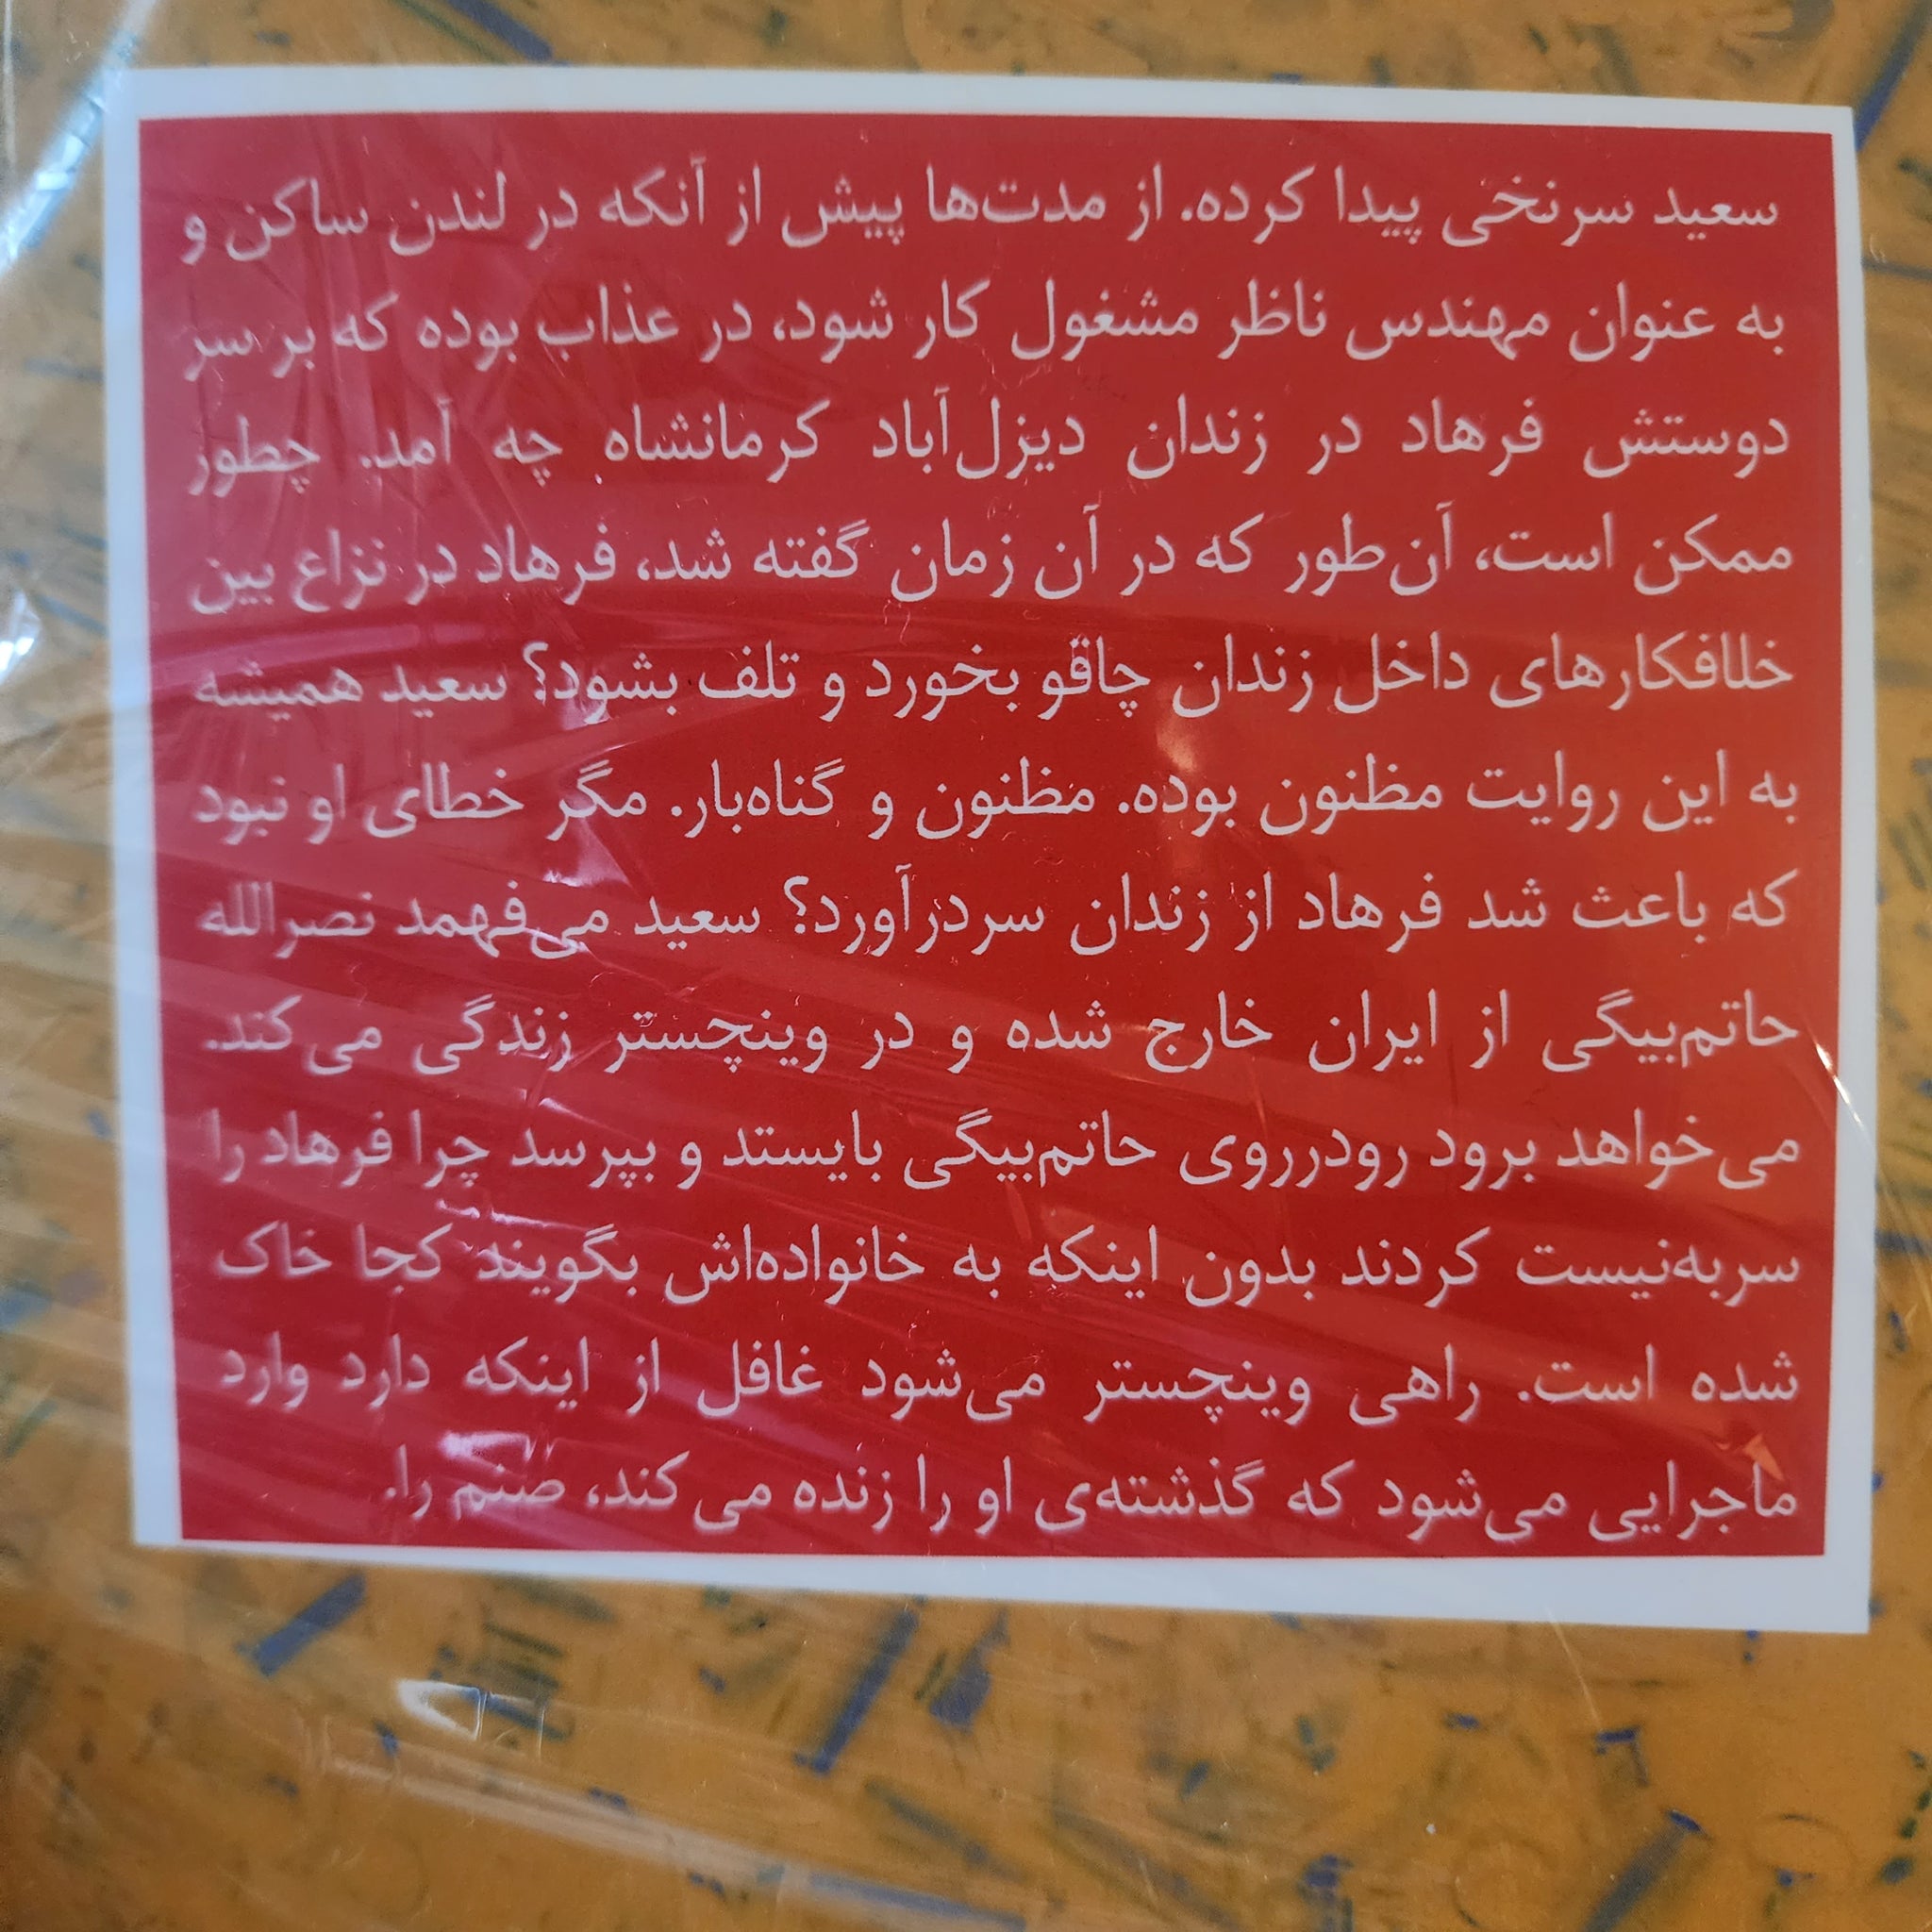 سعید سرنخی پیدا کرده. از مدت‌ها پیش از آنکه در لندن ساکن و
به عنوان مهندس ناظر مشغول کار شود، در عذاب بوده که بر سر
دوستش فرهاد در زندان دیزل‌آباد کرمانشاه چه آمد. چطور
ممکن است، آن‌طور که در آن زمان گفته شد، فرهاد در نزاع بین
خلافکارهای داخل زندان چاقو بخورد و تلف بشود؟ سعید همیشه
به این روایت مظنون بوده. مظنون و گناه‌بار. مگر خطای او نبود
که باعث شد فرهاد از زندان سردرآورد؟ سعید می‌فهمد نصرالله
حاتم‌بیگی از ایران خارج شده و در وینچستر زندگی می‌کند.
می‌خواهد برود رودرروی حاتم‌بیگی بایستد و بپرسد چرا فرهاد را
سربه‌نیست کردند بدون اینکه به خانواده‌اش بگویند کجا خاک
شده است. راهی وینچستر می‌شود غافل از اینکه دارد وارد
ماجرایی می‌شود که گذشته‌ی او را زنده می‌کند، صنم را.